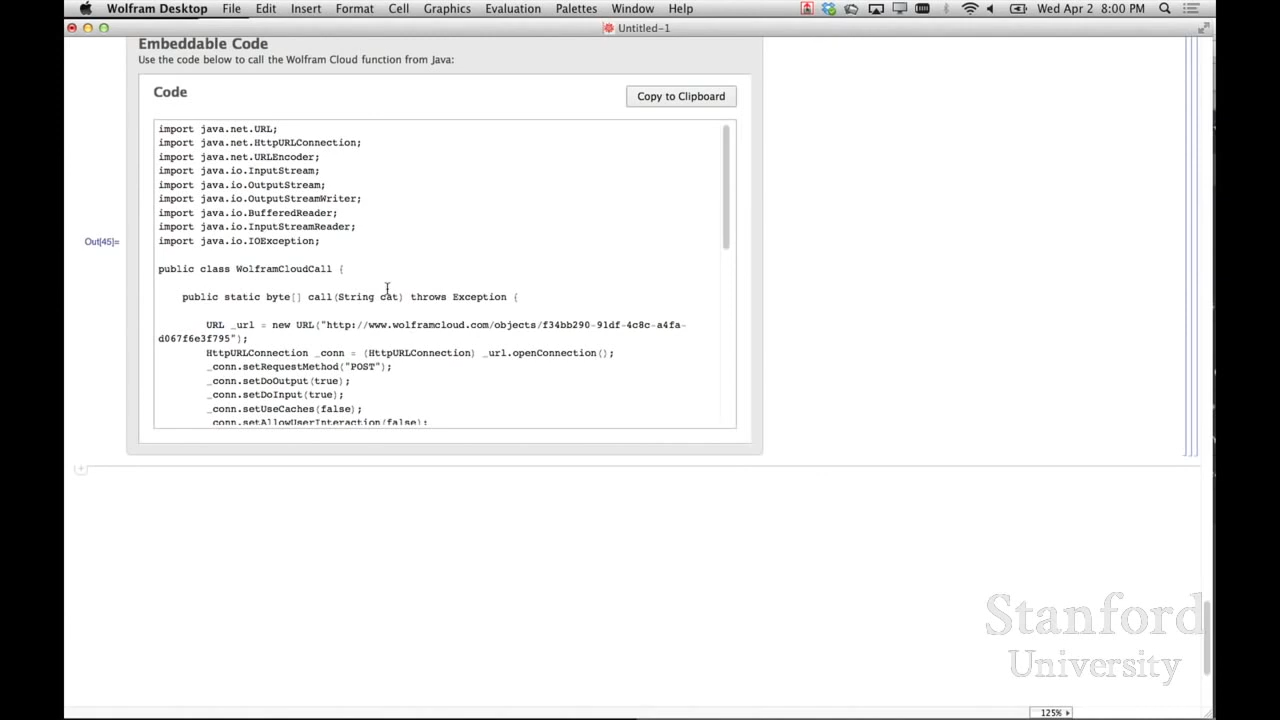 Wolfram Desktop File Edit Insert Format Cell Graphics Evaluation Palettes Window Help Wed Apr 2 8:00 PM
Untitled-1
Embeddable Code
Use the code below to call the Wolfram Cloud function from Java:
Code
Copy to Clipboard
import java.net.URL;
import java.net.HttpURLConnection;
import java.net.URLEncoder;
import java.io.InputStream;
import java.io.OutputStream;
import java.io.OutputStreamWriter;
import java.io.BufferedReader;
import java.io.InputStreamReader;
import java.io.IOException;
Out[45]=
public class WolframCloudCall {
public static byte[] call(String cat) throws Exception {
URL _url = new URL("http://www.wolframcloud.com/objects/f34bb290-91df-4c8c-a4fa-
d067f6e3f795");
HttpURLConnection _conn = (HttpURLConnection) _url.openConnection();
_conn.setRequestMethod("POST");
_conn.setDoOutput(true);
_conn.setDoInput(true);
_conn.setUseCaches(false);
_conn.setAllowUserInteraction(false);
Stanford
University
125%